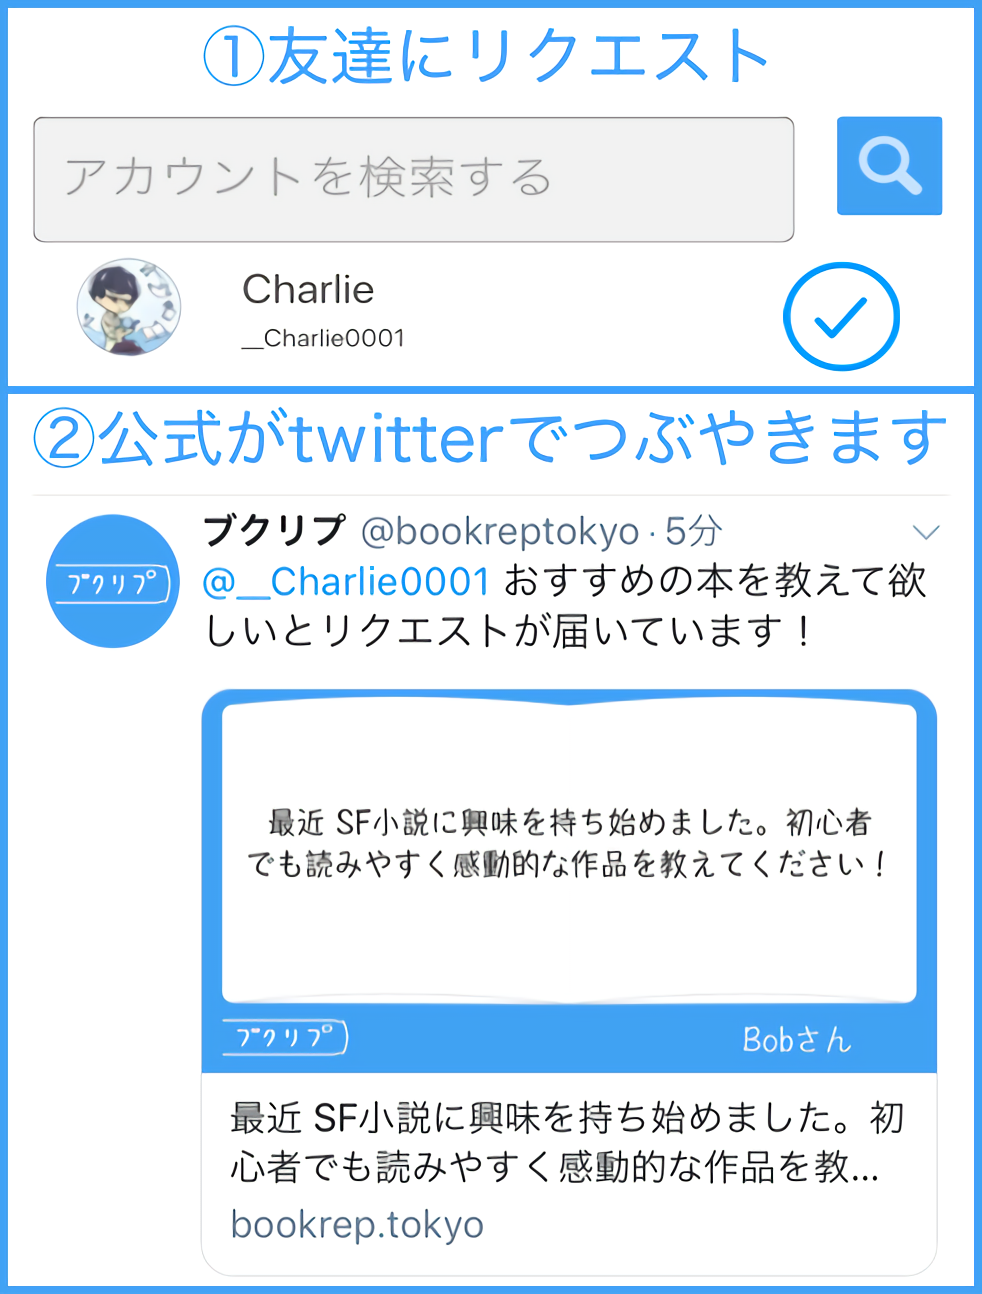 ①友達にリクエスト
アカウントを検索する
Charlie
__Charlie0001
②公式がtwitterでつぶやきます
ブクリプ @bookreptokyo · 5分
ブクリプ
@__Charlie0001 おすすめの本を教えて欲
しいとリクエストが届いています！
最近 SF小説に興味を持ち始めました。初心者
でも読みやすく感動的な作品を教えてください！
ブクリプ
Bobさん
最近 SF小説に興味を持ち始めました。初
心者でも読みやすく感動的な作品を教...
bookrep.tokyo